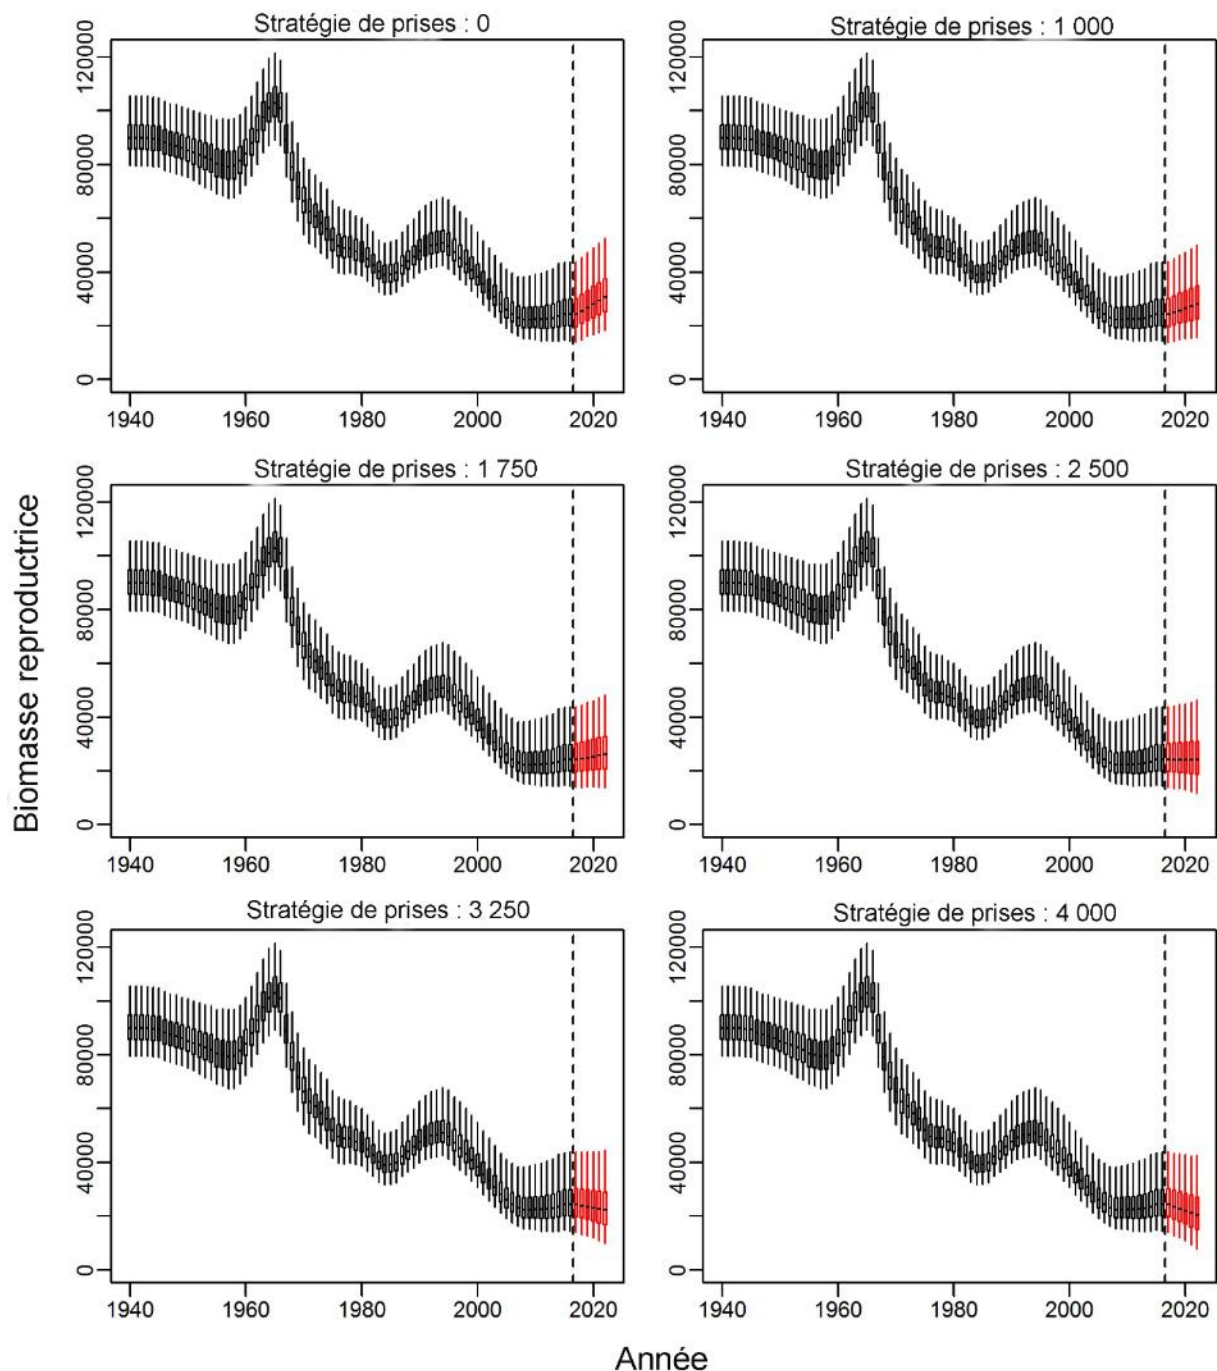 Stratégie de prises : 0
Stratégie de prises : 1 000
120000
80000
40000
0
1940 1960 1980 2000 2020
120000
80000
40000
0
1940 1960 1980 2000 2020
Stratégie de prises : 1 750
Stratégie de prises : 2 500
Biomasse reproductrice
120000
80000
40000
0
1940 1960 1980 2000 2020
120000
80000
40000
0
1940 1960 1980 2000 2020
Stratégie de prises : 3 250
Stratégie de prises : 4 000
120000
80000
40000
0
1940 1960 1980 2000 2020
120000
80000
40000
0
1940 1960 1980 2000 2020
Année